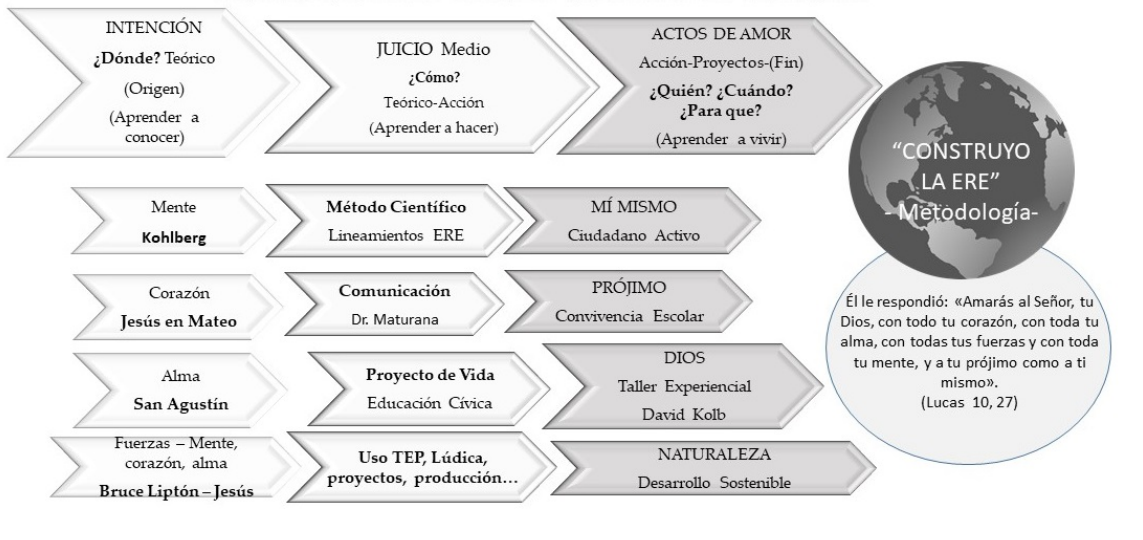 INTENCIÓN
¿Dónde? Teórico
(Origen)
(Aprender a
conocer)
JUICIO Medio
¿Cómo?
Teórico-Acción
(Aprender a hacer)
ACTOS DE AMOR
Acción-Proyectos-(Fin)
¿Quién? ¿Cuándo?
¿Para que?
(Aprender a vivir)
“CONSTRUYO
LA ERE”
- Metodología-
Mente
Kohlberg
Método Científico
Lineamientos ERE
MÍ MISMO
Ciudadano Activo
Corazón
Jesús en Mateo
Comunicación
Dr. Maturana
PRÓJIMO
Convivencia Escolar
Alma
San Agustín
Proyecto de Vida
Educación Cívica
DIOS
Taller Experiencial
David Kolb
Fuerzas – Mente,
corazón, alma
Bruce Liptón – Jesús
Uso TEP, Lúdica,
proyectos, producción...
NATURALEZA
Desarrollo Sostenible
Él le respondió: «Amarás al Señor, tu
Dios, con todo tu corazón, con toda tu
alma, con todas tus fuerzas y con toda
tu mente, y a tu prójimo como a ti
mismo».
(Lucas 10, 27)